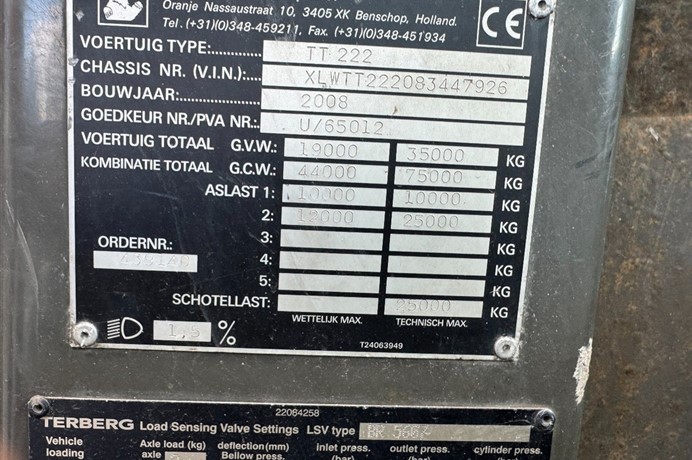 Oranje Nassaustraat 10, 3405 XK Benschop, Holland.
Tel.(+31)(0)348-459211, Fax.(+31)(0)348-451934
CE
VOERTUIG TYPE: TT 222
CHASSIS NR. (V.I.N.): XLWTT222083447926
BOUWJAAR: 2008
GOEDKEUR NR./PVA NR.: U/65012
VOERTUIG TOTAAL G.V.W.: 19000 35000 KG
KOMBINATIE TOTAAL G.C.W.: 44000 75000 KG
ASLAST 1: 10000 10000 KG
2: 12000 25000 KG
3: KG
ORDERNR.: 4: KG
5: KG
SCHOTELLAST: 25000 KG
WETTELIJK MAX. TECHNISCH MAX.
1,5 %
T24063949
22064258
TERBERG Load Sensing Valve Settings LSV type BR
Vehicle Axle load (kg) deflection(mm) inlet press. outlet press. cylinder press.
loading axle Bellow press. (bar) (bar) (bar)